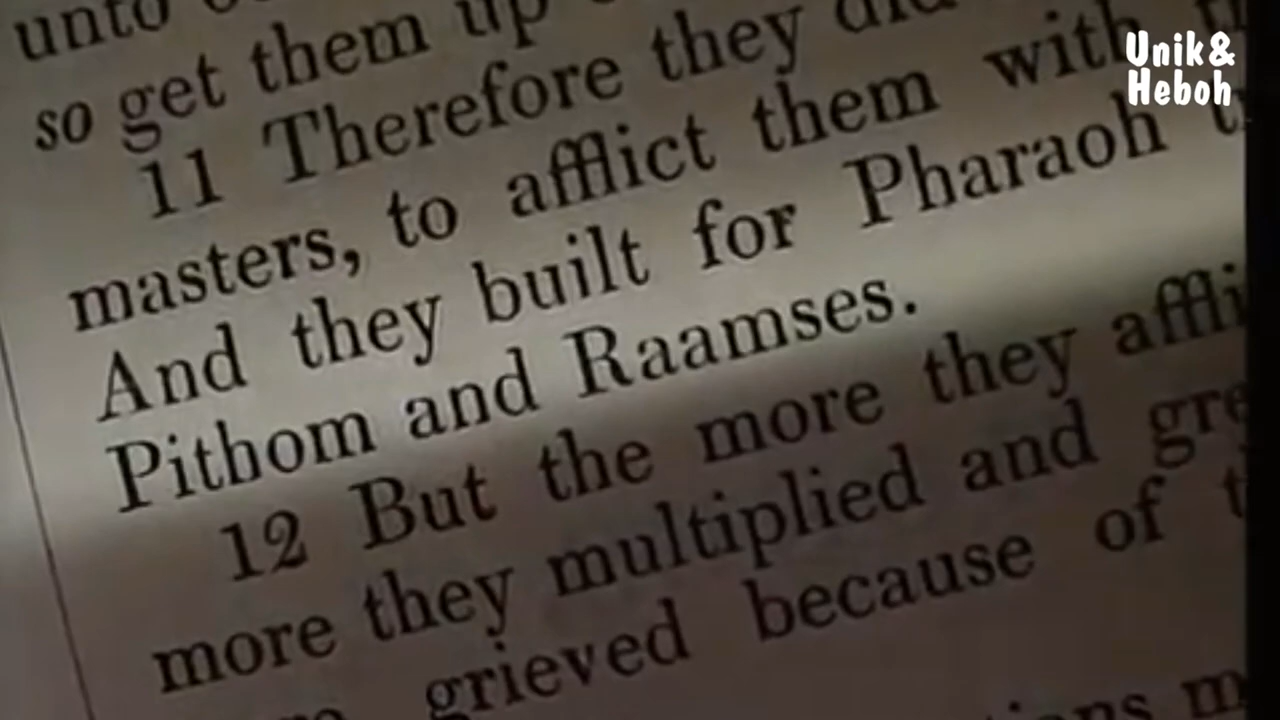 unto
so get them up
11 Therefore they did
masters, to afflict them with
And they built for Pharaoh
Pithom and Raamses.
12 But the more they
more they multiplied and
grieved because of
Unik&
Heboh